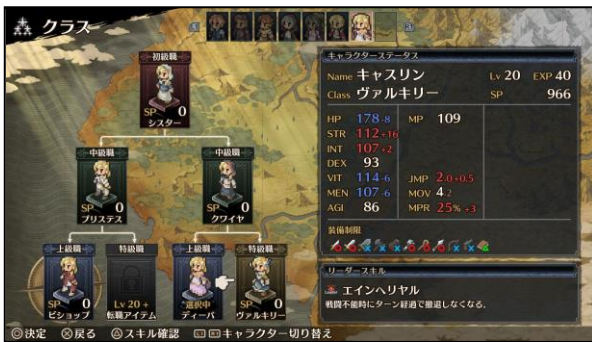 クラス
L1
R1
初級職
SP 0
シスター
中級職
中級職
SP 0
SP 0
プリステス
クワイヤ
上級職
特級職
上級職
特級職
SP 0
Lv 20 +
選択中
SP 0
ビショップ
転職アイテム
ディーバ
ヴァルキリー
キャラクターステータス
Name キャスリン Lv 20 EXP 40
Class ヴァルキリー SP 966
HP 178-8 MP 109
STR 112+16
INT 107+2
DEX 93
VIT 114-6 JMP 2.0+0.5
MEN 107-6 MOV 4-2
AGI 86 MPR 25%+3
装備制限
リーダースキル
エインヘリヤル
戦闘不能時にターン経過で撤退しなくなる。
◎決定 ⊗戻る △スキル確認 L1 R1 キャラクター切り替え